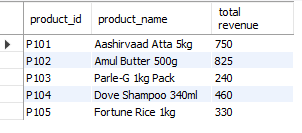 product_id product_name total
revenue
P101 Aashirvaad Atta 5kg 750
P102 Amul Butter 500g 825
P103 Parle-G 1kg Pack 240
P104 Dove Shampoo 340ml 460
P105 Fortune Rice 1kg 330